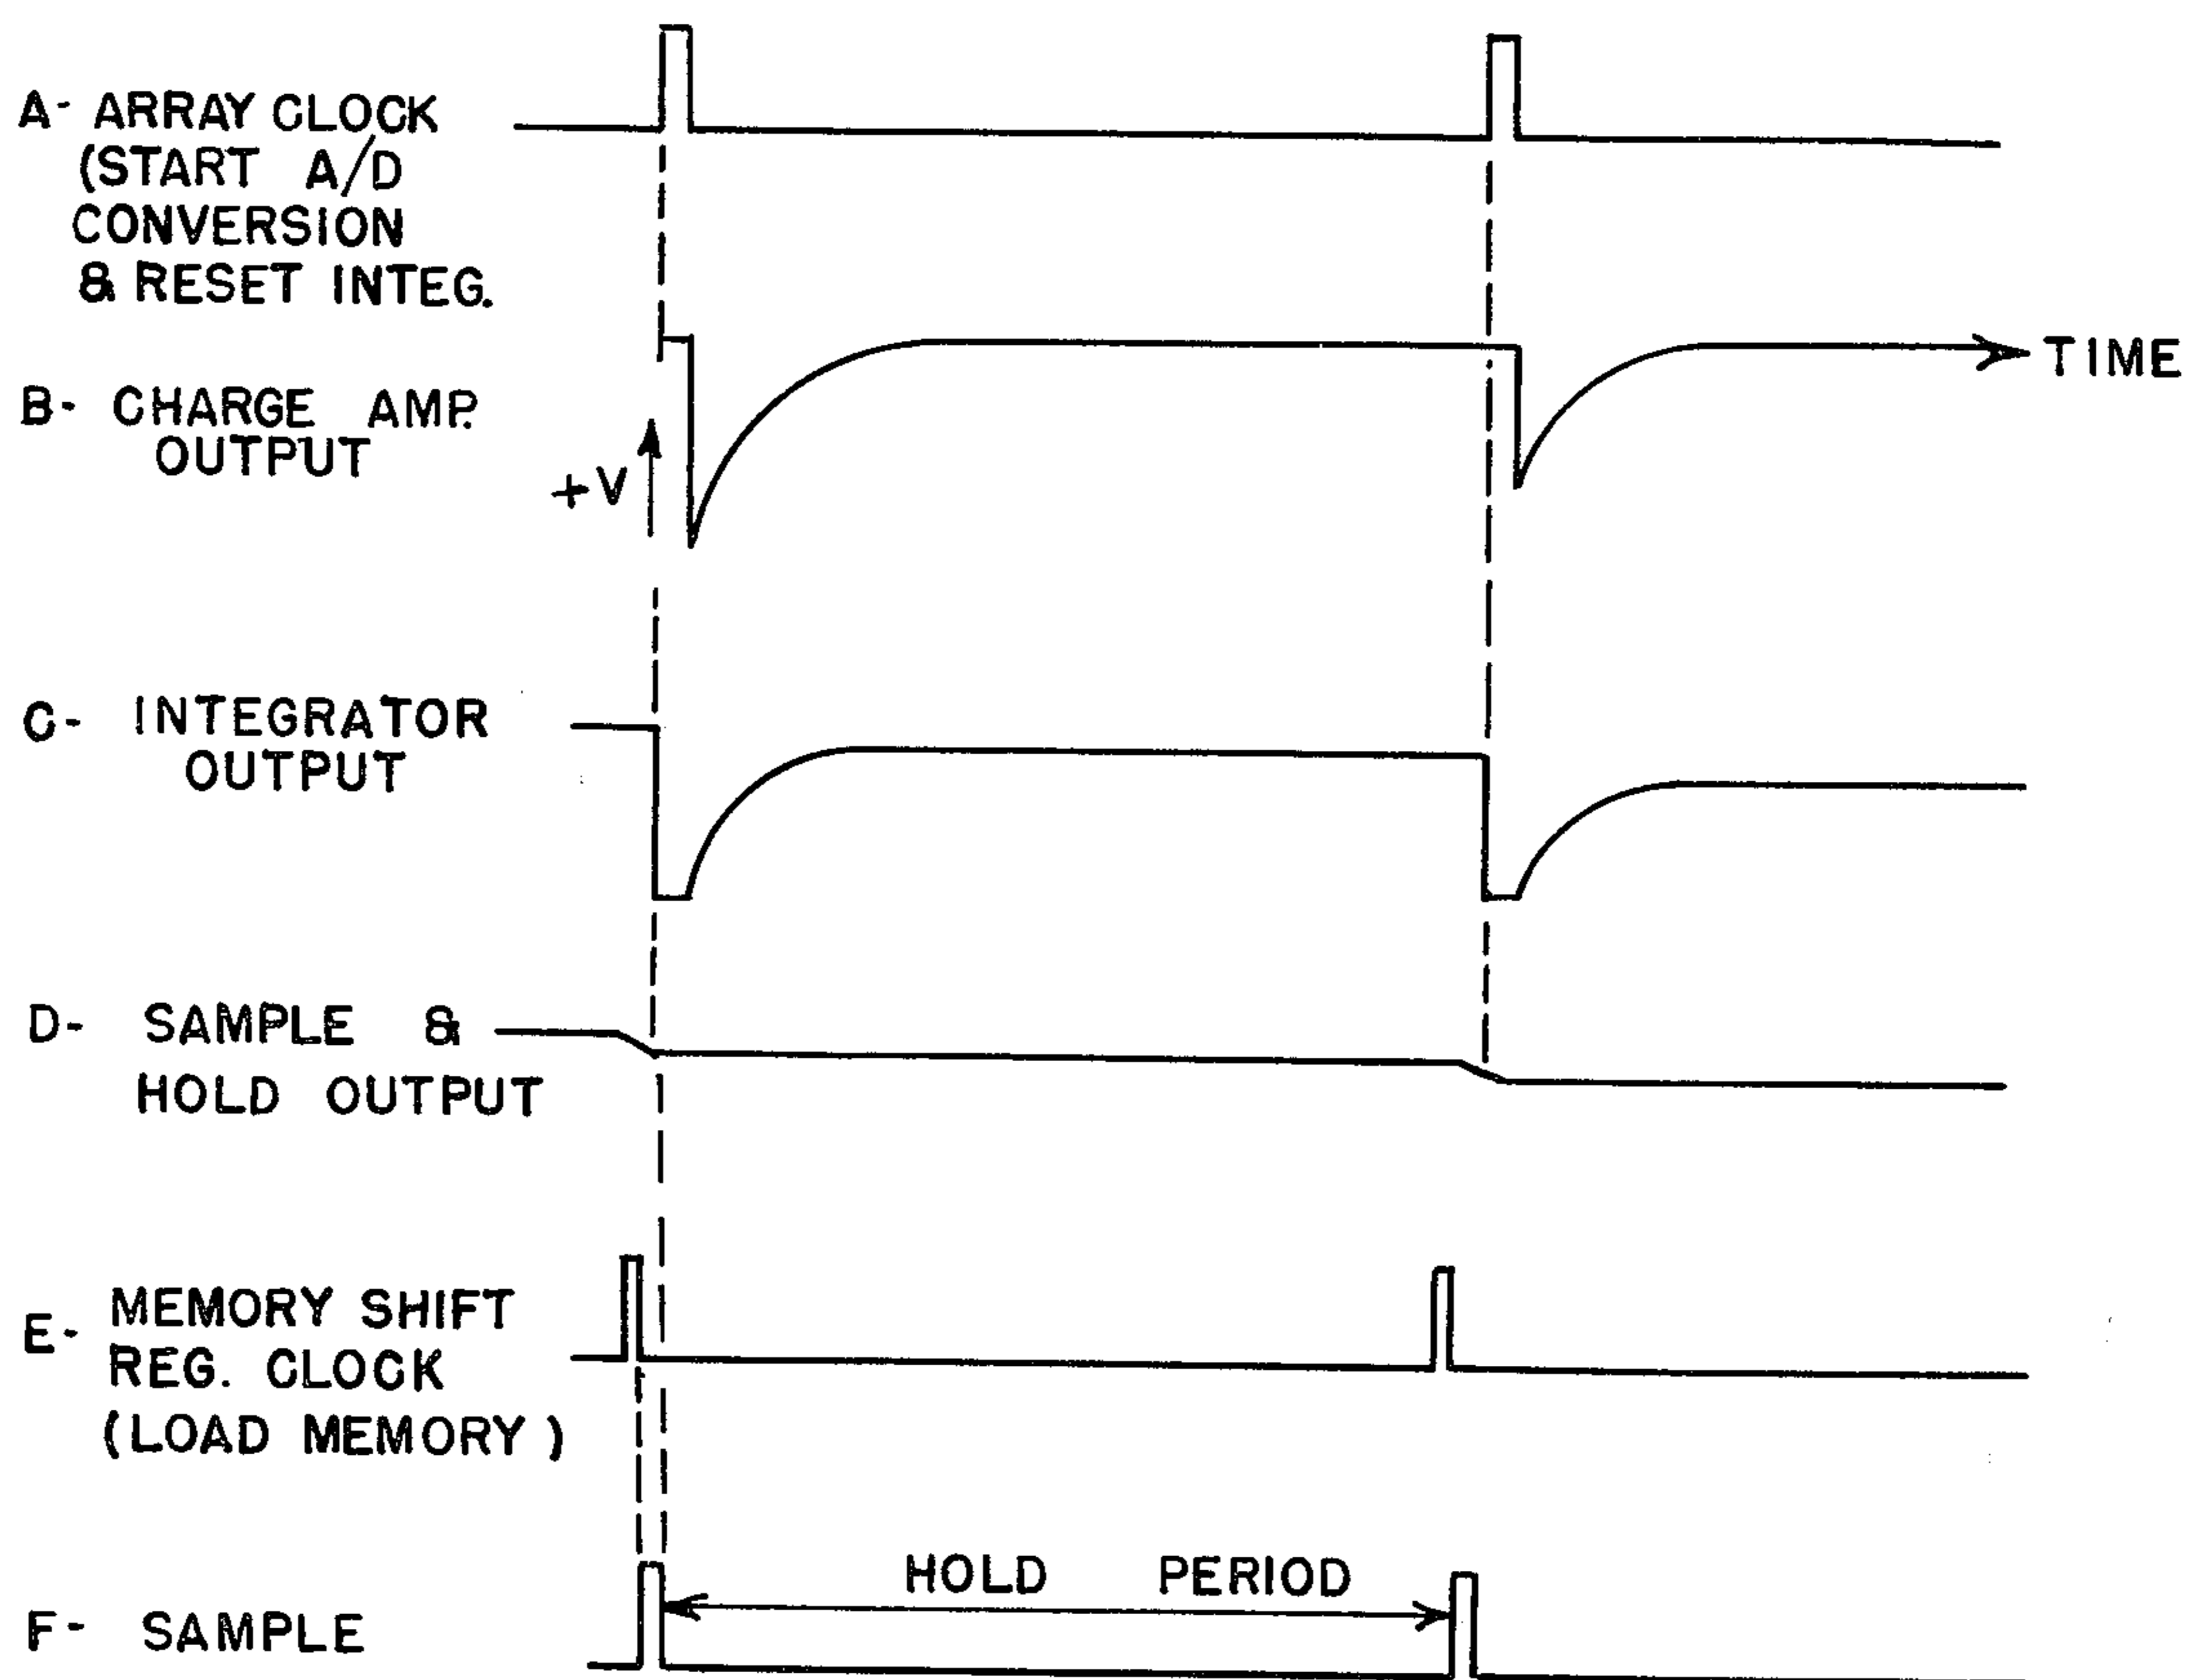 A- ARRAY CLOCK
(START A/D
CONVERSION
& RESET INTEG.
TIME
B- CHARGE AMP.
OUTPUT
+V
C- INTEGRATOR
OUTPUT
D- SAMPLE &
HOLD OUTPUT
E- MEMORY SHIFT
REG. CLOCK
(LOAD MEMORY)
HOLD PERIOD
F- SAMPLE